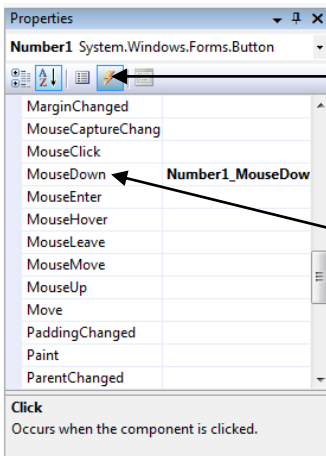 Properties
Number1 System.Windows.Forms.Button
MarginChanged
MouseCaptureChang
MouseClick
MouseDown Number1_MouseDow
MouseEnter
MouseHover
MouseLeave
MouseMove
MouseUp
Move
PaddingChanged
Paint
ParentChanged
Click
Occurs when the component is clicked.